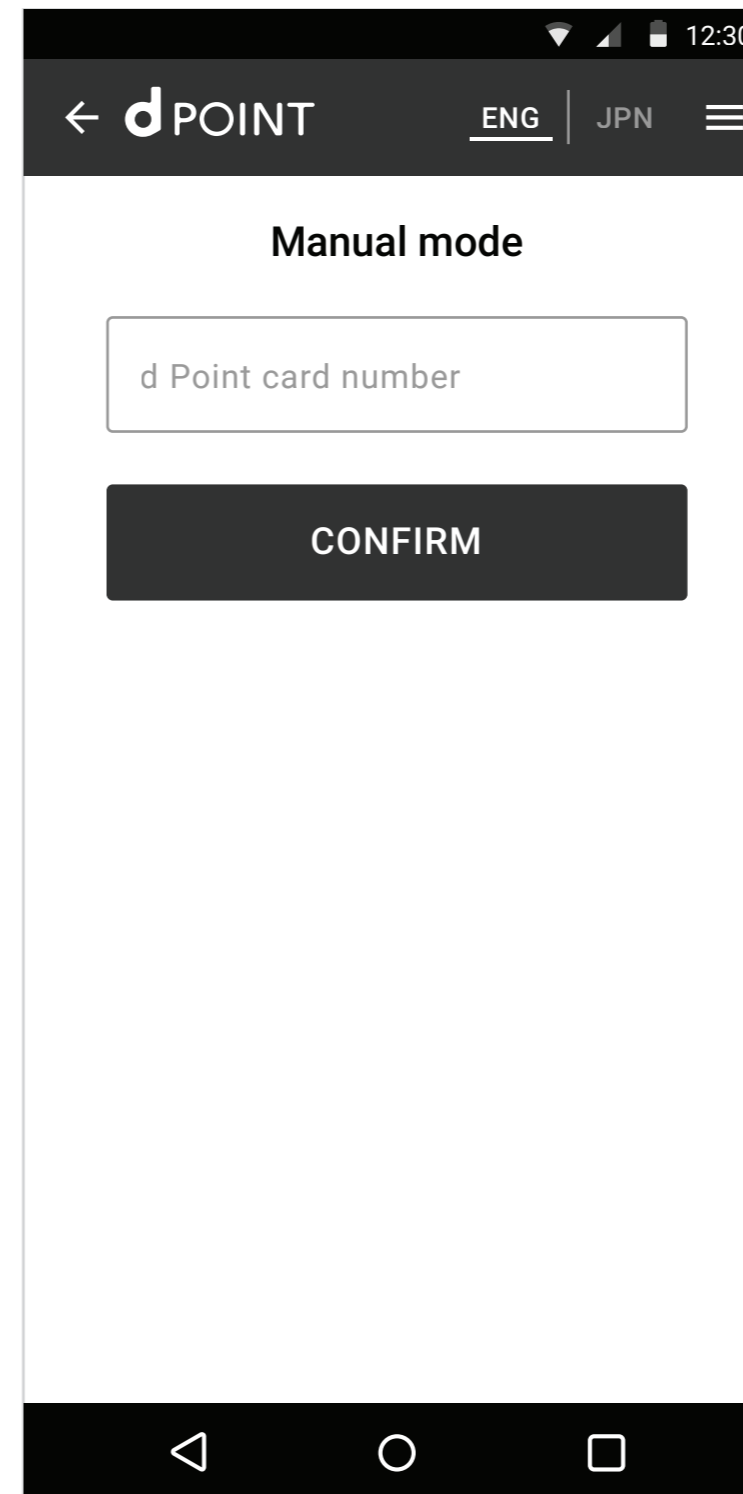 12:30
d POINT ENG JPN
Manual mode
d Point card number
CONFIRM